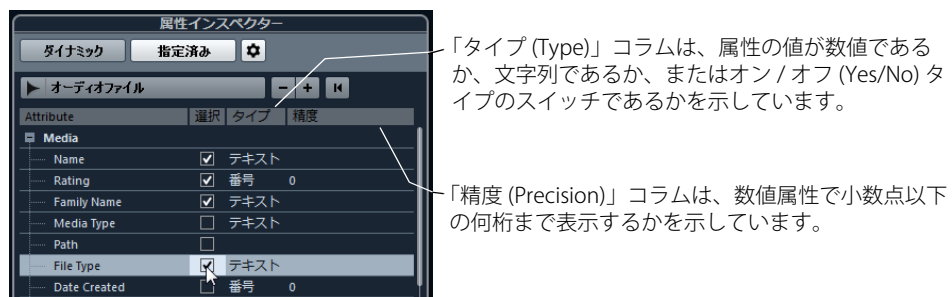 属性インスペクター
ダイナミック 指定済み
オーディオファイル
Attribute 選択 タイプ 精度
Media
Name テキスト
Rating 番号 0
Family Name テキスト
Media Type テキスト
Path
File Type テキスト
Date Created 番号 0
「タイプ (Type)」コラムは、属性の値が数値である
か、文字列であるか、またはオン / オフ (Yes/No) タ
イプのスイッチであるかを示しています。
「精度 (Precision)」コラムは、数値属性で小数点以下
の何桁まで表示するかを示しています。